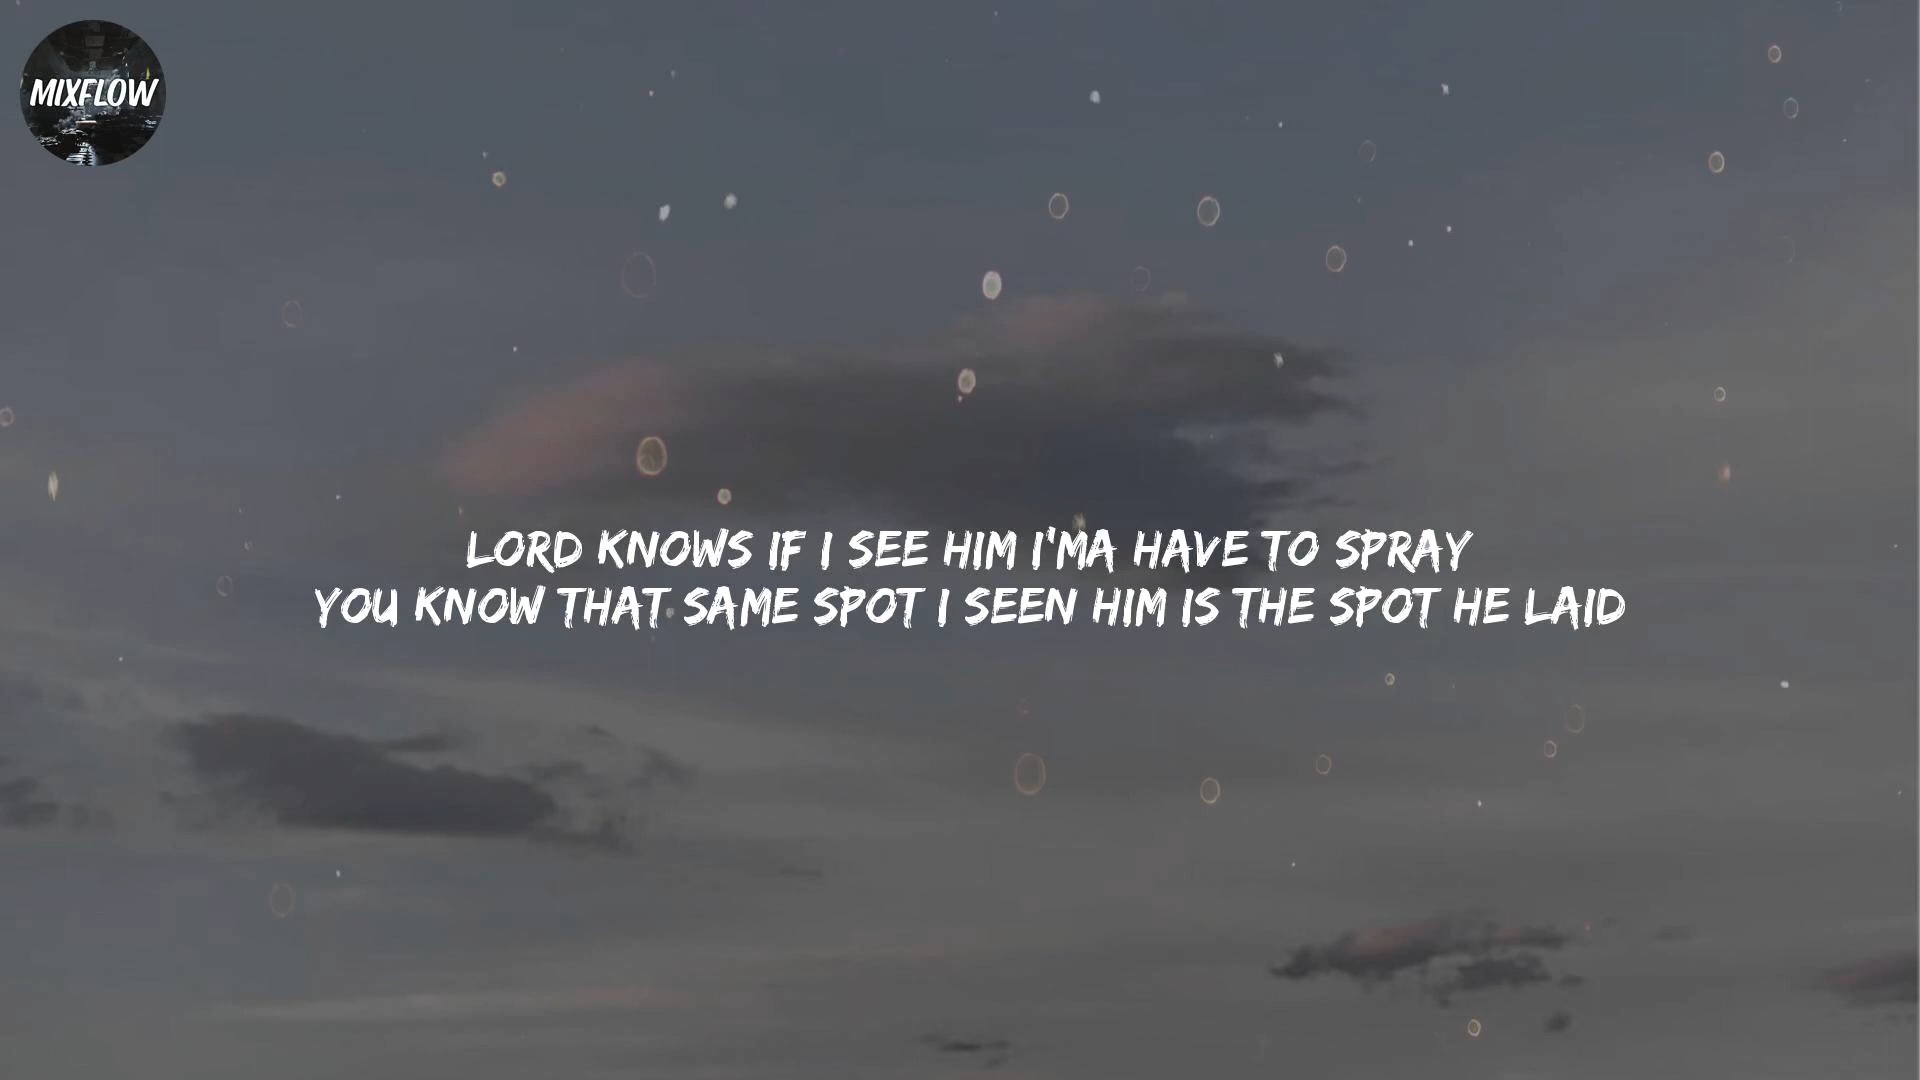 MIXFLOW
LORD KNOWS IF I SEE HIM I'MA HAVE TO SPRAY
YOU KNOW THAT SAME SPOT I SEEN HIM IS THE SPOT HE LAID